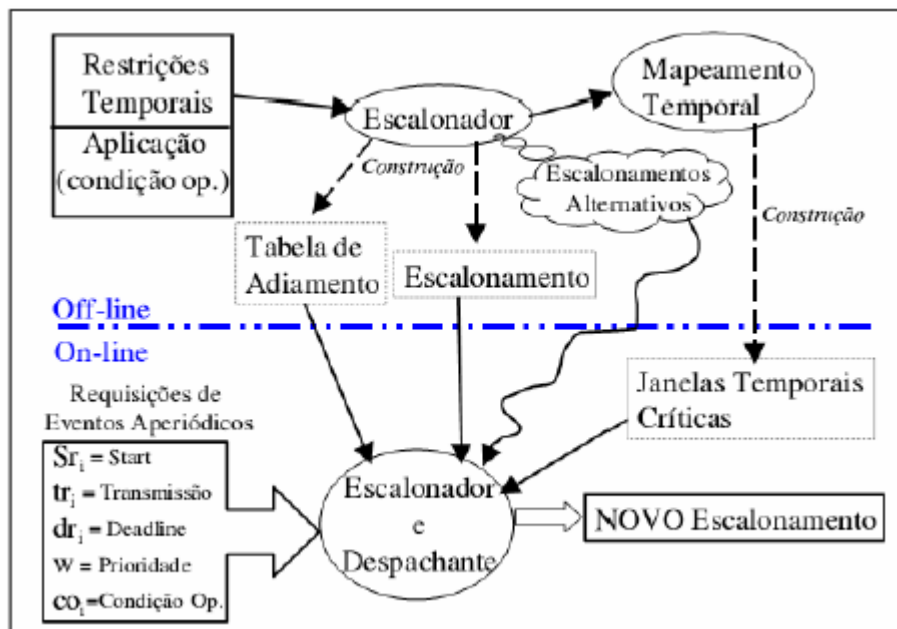 Restrições
Temporais
Aplicação
(condição op.)
Escalonador
Mapeamento
Temporal
Construção
Escalonamentos
Alternativos
Construção
Tabela de
Adiamento
Escalonamento
Off-line
On-line
Janelas Temporais
Críticas
Requisições de
Eventos Aperiódicos
Sr_i = Start
tr_i = Transmissão
dr_i = Deadline
w = Prioridade
co_i=Condição Op.
Escalonador
e
Despachante
NOVO Escalonamento